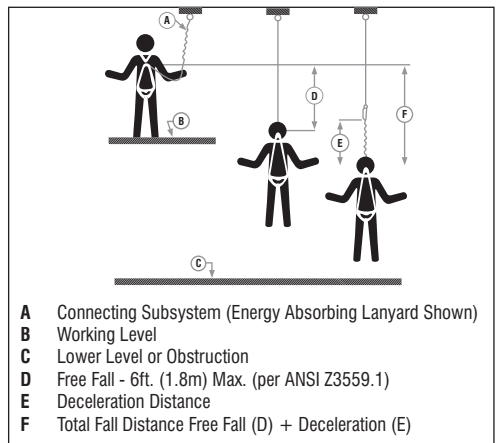 A
B
D
E
F
C
A Connecting Subsystem (Energy Absorbing Lanyard Shown)
B Working Level
C Lower Level or Obstruction
D Free Fall - 6ft. (1.8m) Max. (per ANSI Z3559.1)
E Deceleration Distance
F Total Fall Distance Free Fall (D) + Deceleration (E)